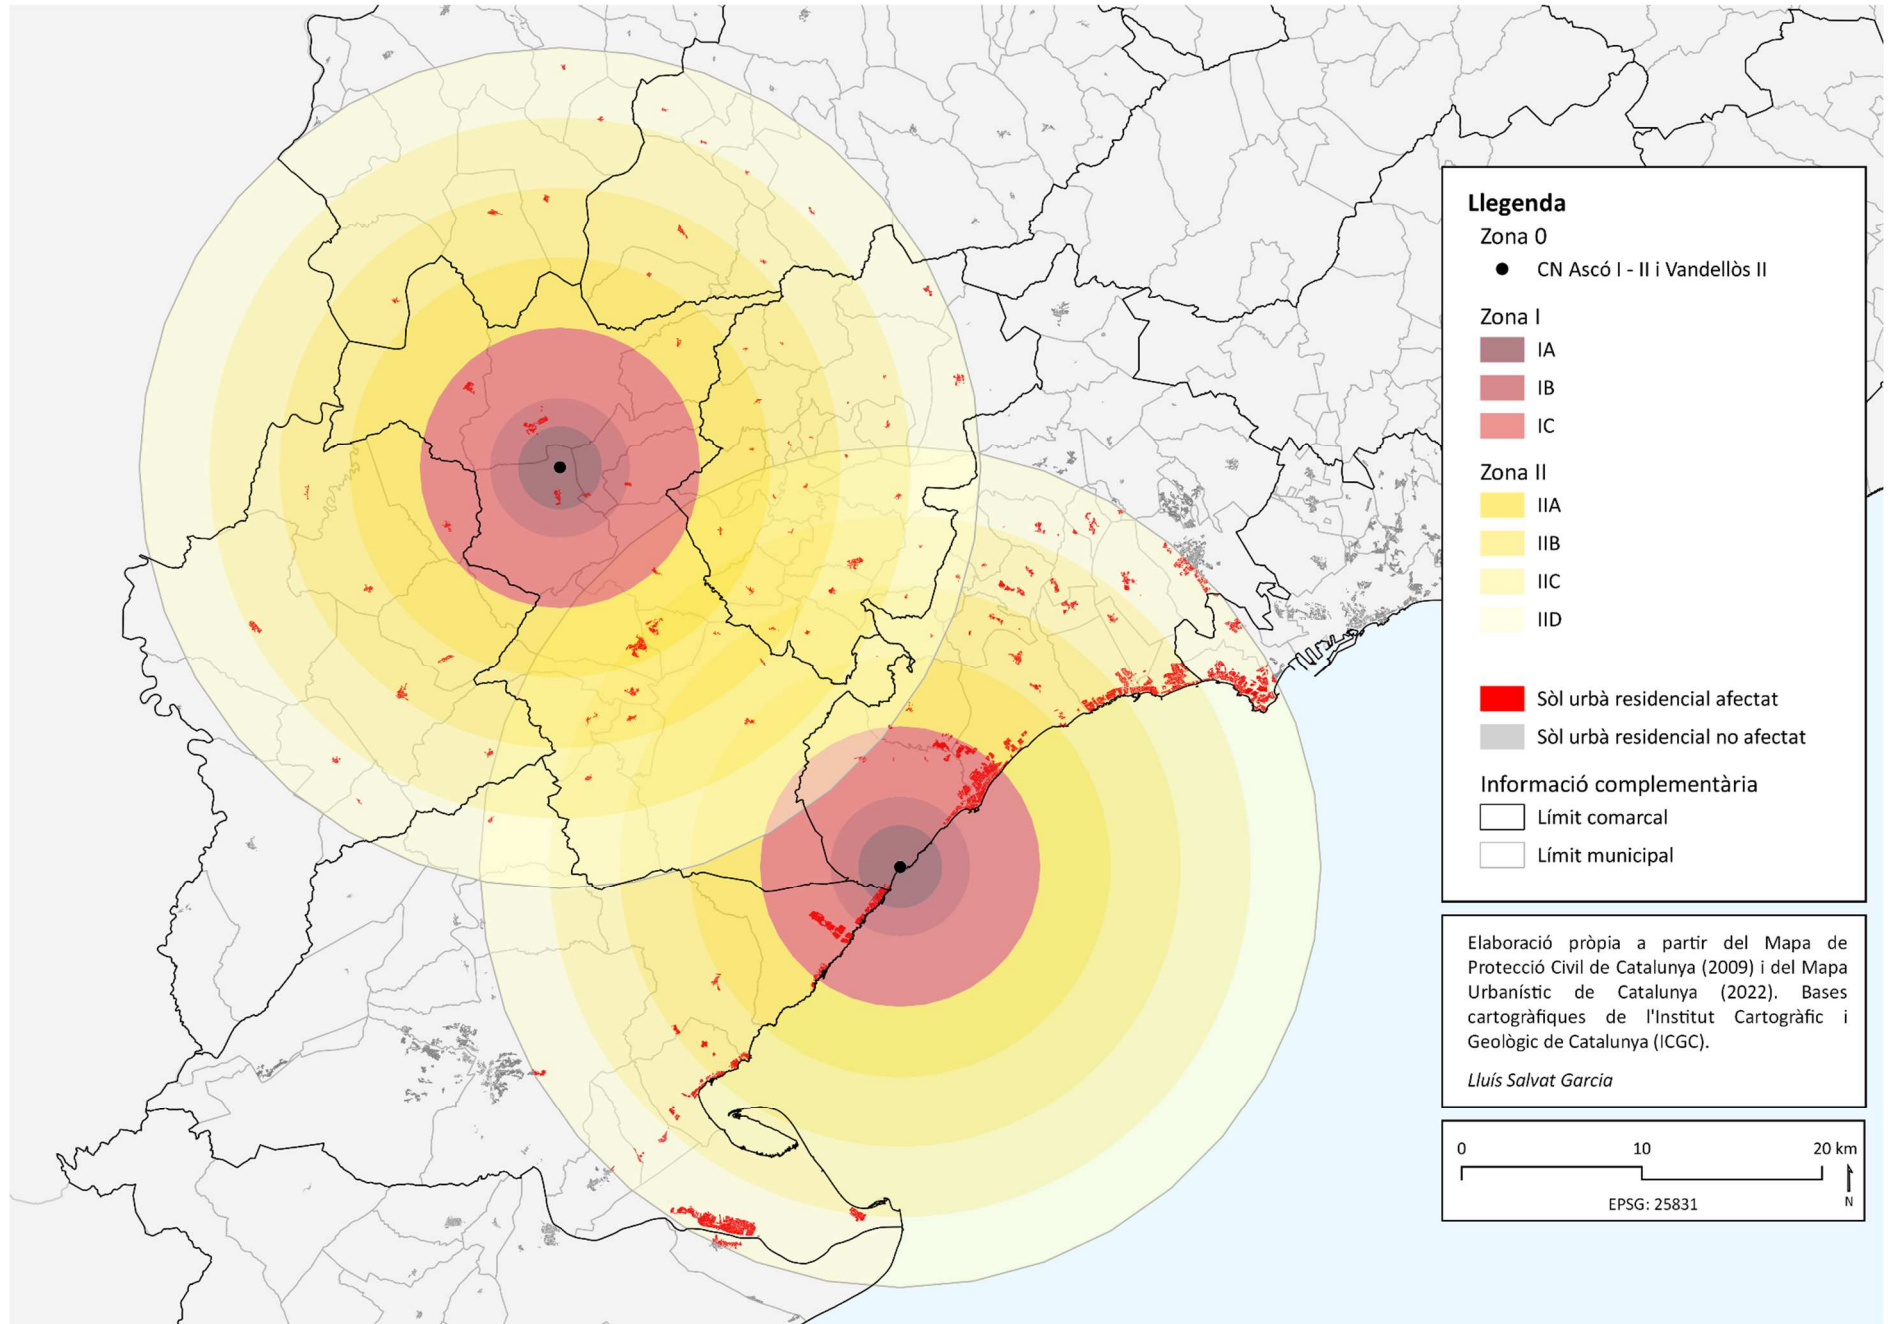 Llegenda
Zona 0
CN Ascó I - II i Vandellòs II
Zona I
IA
IB
IC
Zona II
IIA
IIB
IIC
IID
Sòl urbà residencial afectat
Sòl urbà residencial no afectat
Informació complementària
Límit comarcal
Límit municipal
Elaboració pròpia a partir del Mapa de
Protecció Civil de Catalunya (2009) i del Mapa
Urbanístic de Catalunya (2022). Bases
cartogràfiques de l'Institut Cartogràfic i
Geològic de Catalunya (ICGC).
Lluís Salvat Garcia
0 10 20 km
EPSG: 25831
N